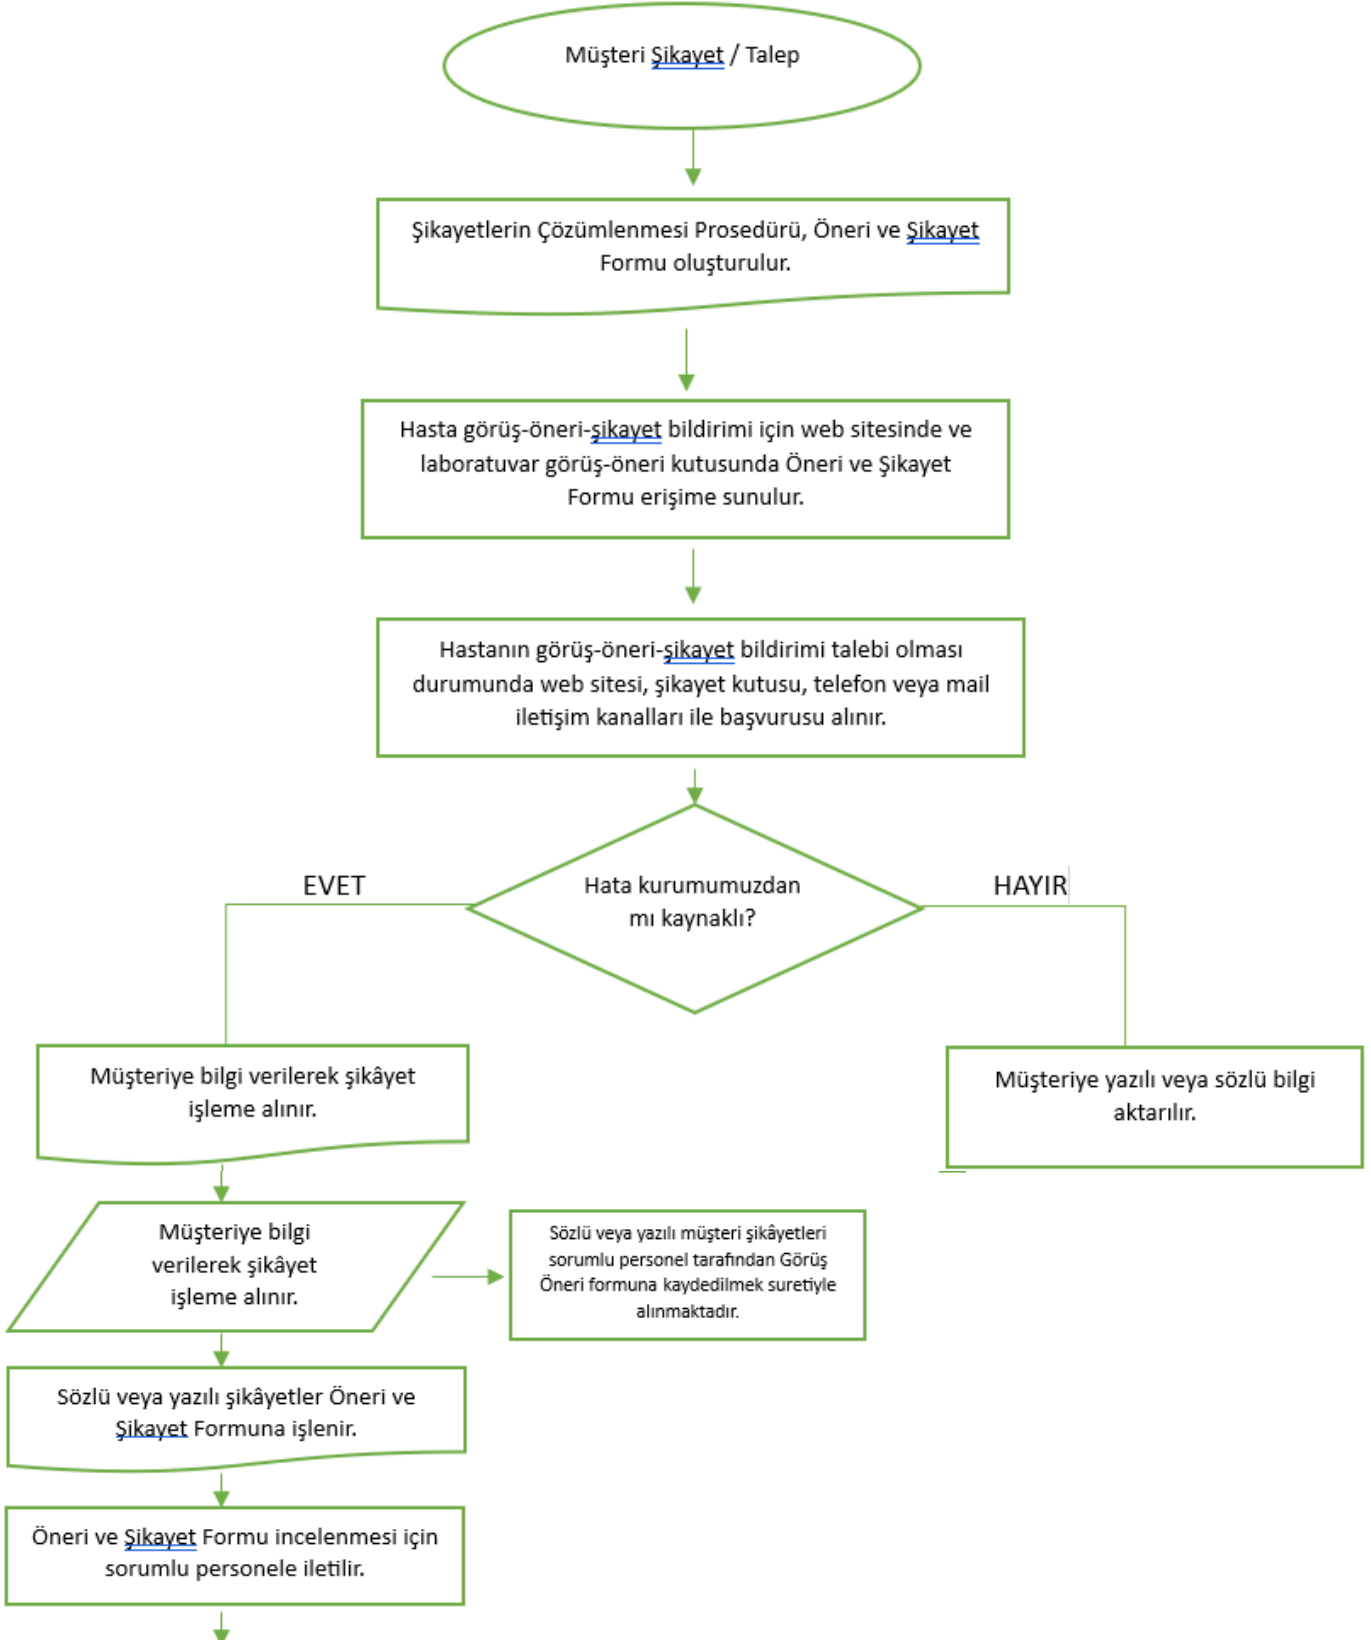 Müşteri Şikayet / Talep
Şikayetlerin Çözümlenmesi Prosedürü, Öneri ve Şikayet
Formu oluşturulur.
Hasta görüş-öneri-şikayet bildirimi için web sitesinde ve
laboratuvar görüş-öneri kutusunda Öneri ve Şikayet
Formu erişime sunulur.
Hastanın görüş-öneri-şikayet bildirimi talebi olması
durumunda web sitesi, şikayet kutusu, telefon veya mail
iletişim kanalları ile başvurusu alınır.
Hata kurumumuzdan
mı kaynaklı?
EVET
HAYIR
Müşteriye bilgi verilerek şikâyet
işleme alınır.
Müşteriye yazılı veya sözlü bilgi
aktarılır.
Müşteriye bilgi
verilerek şikâyet
işleme alınır.
Sözlü veya yazılı müşteri şikâyetleri
sorumlu personel tarafından Görüş
Öneri formuna kaydedilmek suretiyle
alınmaktadır.
Sözlü veya yazılı şikâyetler Öneri ve
Şikayet Formuna işlenir.
Öneri ve Şikayet Formu incelenmesi için
sorumlu personele iletilir.